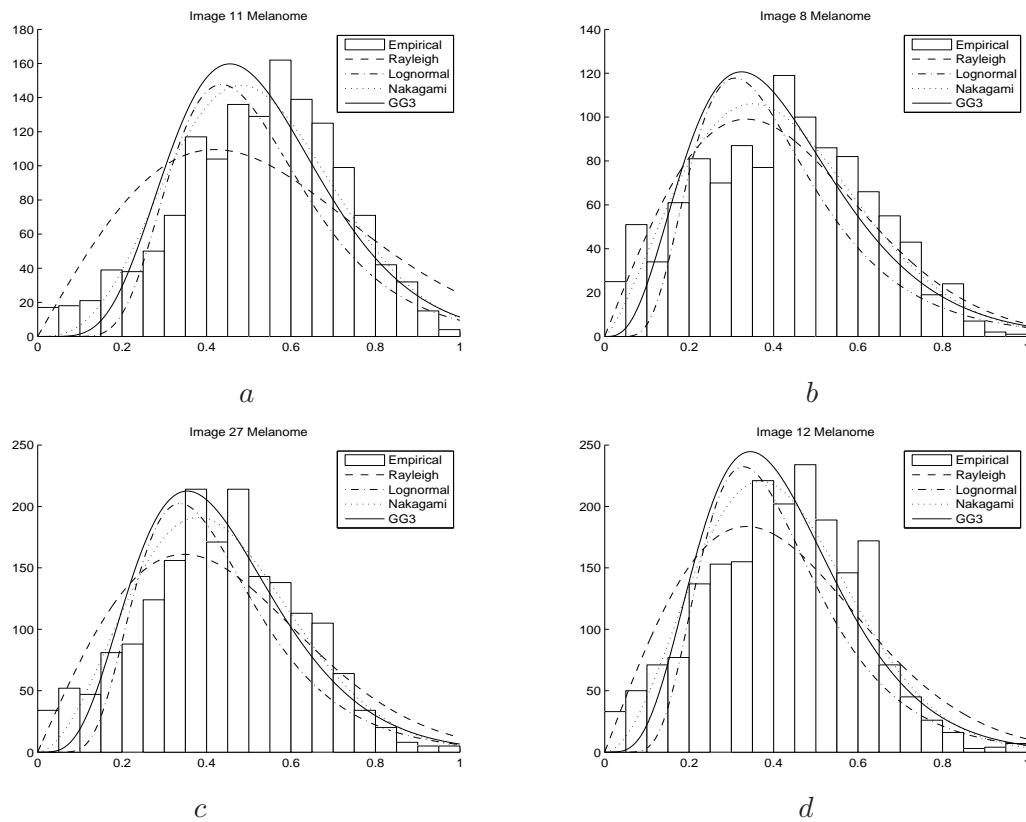 Image 11 Melanome
180
160
140
120
100
80
60
40
20
0
0 0.2 0.4 0.6 0.8 1
Empirical
Rayleigh
Lognormal
Nakagami
GG3
a
Image 8 Melanome
140
120
100
80
60
40
20
0
0 0.2 0.4 0.6 0.8 1
Empirical
Rayleigh
Lognormal
Nakagami
GG3
b
Image 27 Melanome
250
200
150
100
50
0
0 0.2 0.4 0.6 0.8 1
Empirical
Rayleigh
Lognormal
Nakagami
GG3
c
Image 12 Melanome
250
200
150
100
50
0
0 0.2 0.4 0.6 0.8 1
Empirical
Rayleigh
Lognormal
Nakagami
GG3
d